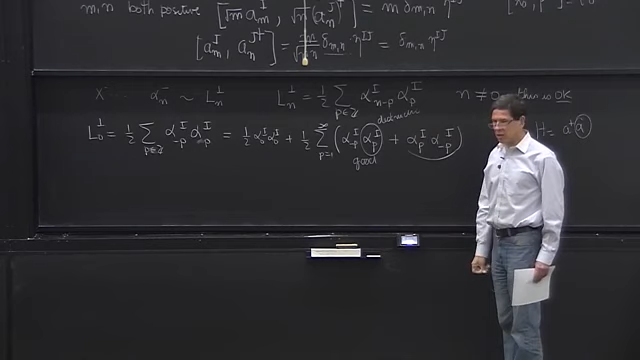 m,n both positive [√m a_m^I, √n (a_n^J)^†] = m δ_{m,n} η^{IJ}
[a_m^I, a_n^{J†}] = m/√(mn) δ_{m,n} η^{IJ} = δ_{m,n} η^{IJ}
X^- : α_n^- ~ L_n^⊥ L_n^⊥ = 1/2 Σ_{p∈ℤ} α_{n-p}^I α_p^I n ≠ 0, this is OK
L_0^⊥ = 1/2 Σ_{p∈ℤ} α_{-p}^I α_p^I = 1/2 α_0^I α_0^I + 1/2 Σ_{p=1}^∞ (α_{-p}^I α_p^I + α_p^I α_{-p}^I) H = a^† a
good